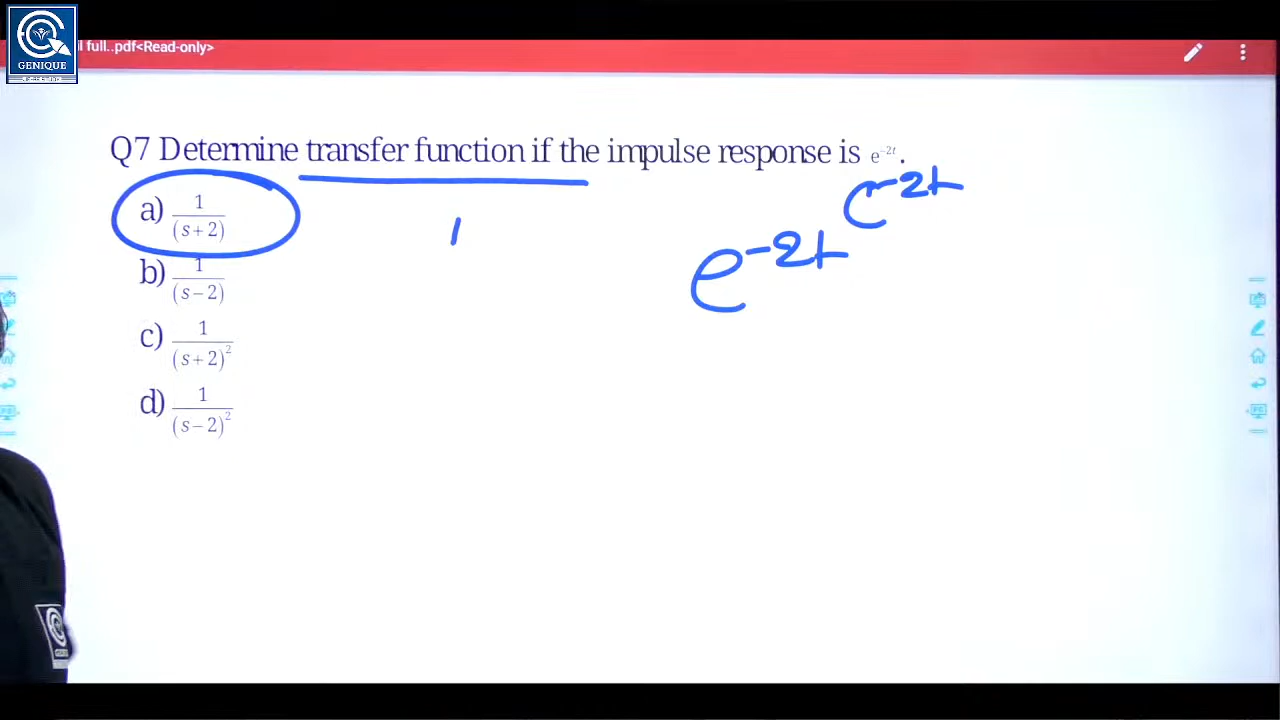 GENIQUE
l full..pdf<Read-only>
Q7 Determine transfer function if the impulse response is e⁻²ᵗ.
e⁻²ᵗ
a) 1/(s+2)
1
e⁻²ᵗ
b) 1/(s−2)
c) 1/(s+2)²
d) 1/(s−2)²